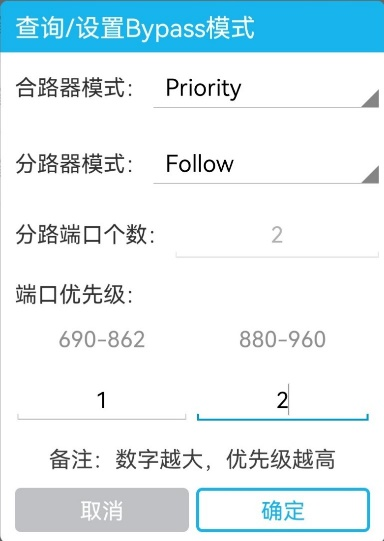 查询/设置Bypass模式
合路器模式： Priority
分路器模式： Follow
分路端口个数： 2
端口优先级：
690-862 880-960
1 2
备注：数字越大，优先级越高
取消 确定